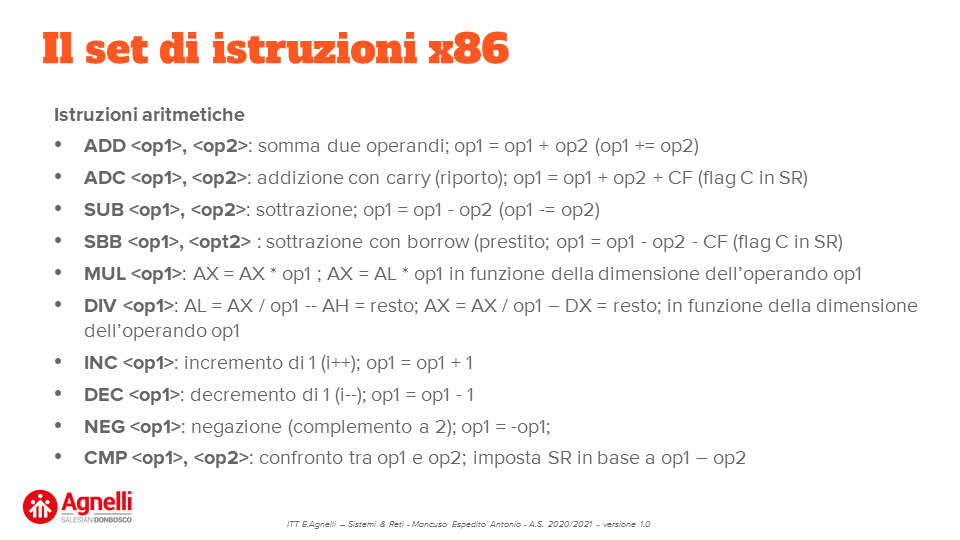 Il set di istruzioni x86
Istruzioni aritmetiche
• ADD <op1>, <op2>: somma due operandi; op1 = op1 + op2 (op1 += op2)
• ADC <op1>, <op2>: addizione con carry (riporto); op1 = op1 + op2 + CF (flag C in SR)
• SUB <op1>, <op2>: sottrazione; op1 = op1 - op2 (op1 -= op2)
• SBB <op1>, <opt2> : sottrazione con borrow (prestito; op1 = op1 - op2 - CF (flag C in SR)
• MUL <op1>: AX = AX * op1 ; AX = AL * op1 in funzione della dimensione dell'operando op1
• DIV <op1>: AL = AX / op1 -- AH = resto; AX = AX / op1 – DX = resto; in funzione della dimensione
dell'operando op1
• INC <op1>: incremento di 1 (i++); op1 = op1 + 1
• DEC <op1>: decremento di 1 (i--); op1 = op1 - 1
• NEG <op1>: negazione (complemento a 2); op1 = -op1;
• CMP <op1>, <op2>: confronto tra op1 e op2; imposta SR in base a op1 – op2
Agnelli
SALESIANI DONBOSCO
ITT E.Agnelli – Sistemi & Reti - Mancuso Espedito Antonio - A.S. 2020/2021 - versione 1.0